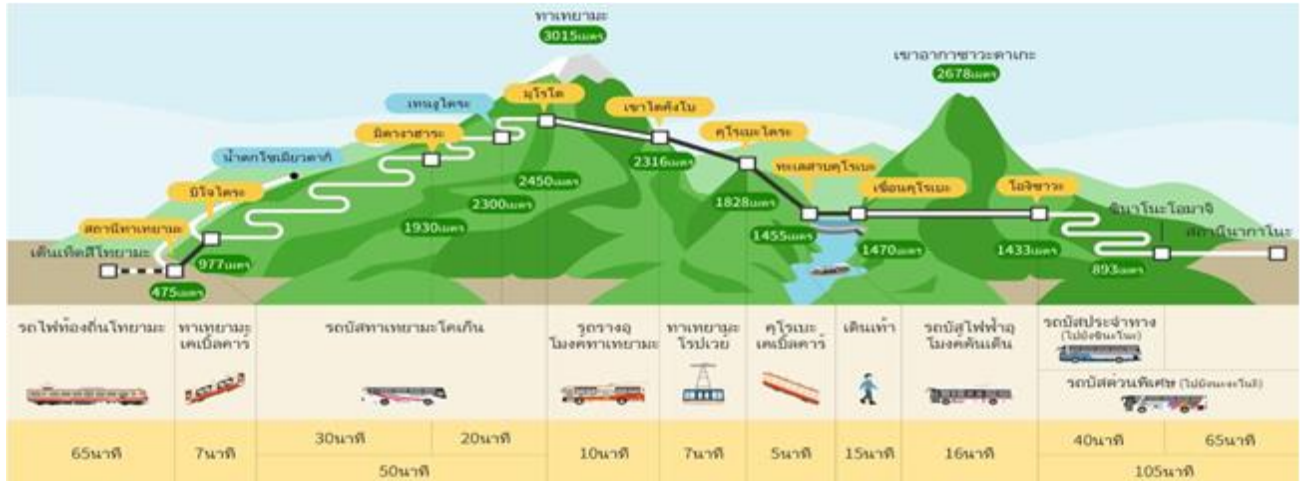 ทาเทยามะ
3015เมตร
เขาอากาซาวะดาเกะ
2678เมตร
เทนงูไดระ
มุโรโด
เขาไดคังโบ
มิดางาฮาระ
คุโรเบะไดระ
น้ำตกโชเมียวดากิ
2316เมตร
ทะเลสาบคุโรเบะ
บิโจไดระ
2450เมตร
1828เมตร
เขื่อนคุโรเบะ
โองิซาวะ
2300เมตร
สถานีทาเทยามะ
1930เมตร
1455เมตร
1470เมตร
1433เมตร
ชินาโนะโอมาจิ
สถานีนากาโนะ
เด็นเท็ตสึโทยามะ
977เมตร
893เมตร
475เมตร
รถไฟท้องถิ่นโทยามะ
ทาเทยามะ
เคเบิ้ลคาร์
รถบัสทาเทยามะโคเก็น
รถรางอุ
โมงค์ทาเทยามะ
ทาเทยามะ
โรปเวย์
คุโรเบะ
เคเบิ้ลคาร์
เดินเท้า
รถบัสไฟฟ้าอุ
โมงค์คันเด็น
รถบัสประจำทาง
(ไปยังชินะโนะ)
รถบัสด่วนพิเศษ
65นาที
7นาที
30นาที
20นาที
50นาที
10นาที
7นาที
5นาที
15นาที
16นาที
40นาที
65นาที
105นาที